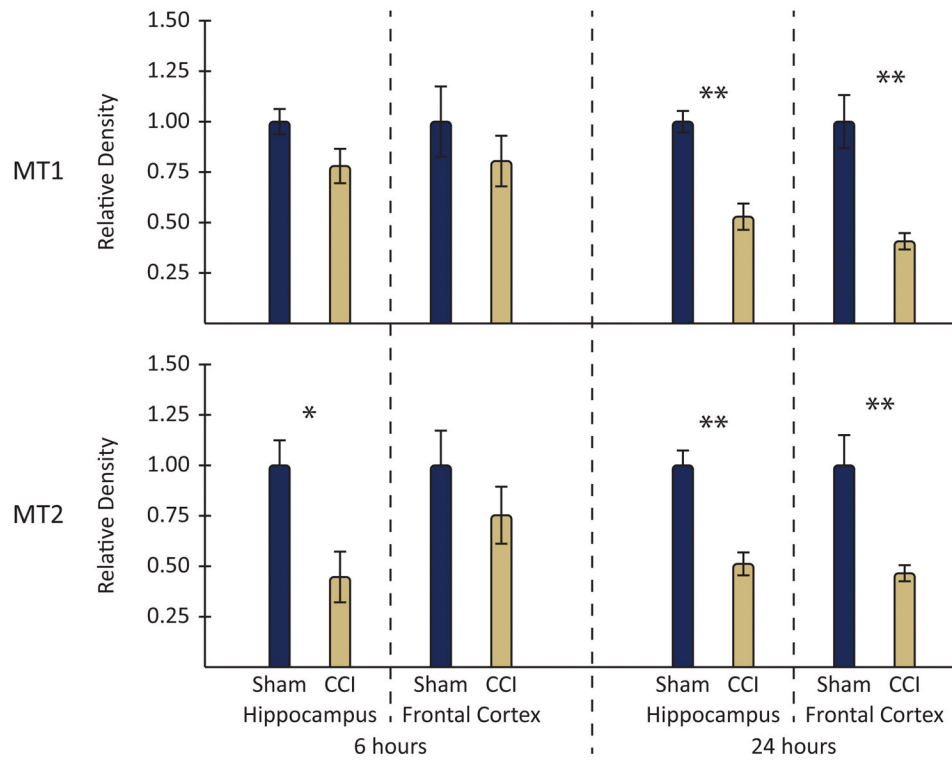 MT1
Relative Density
1.50
1.25
1.00
0.75
0.50
0.25
**
**
MT2
Relative Density
1.50
1.25
1.00
0.75
0.50
0.25
*
**
**
Sham CCI Sham CCI Sham CCI Sham CCI
Hippocampus Frontal Cortex Hippocampus Frontal Cortex
6 hours 24 hours